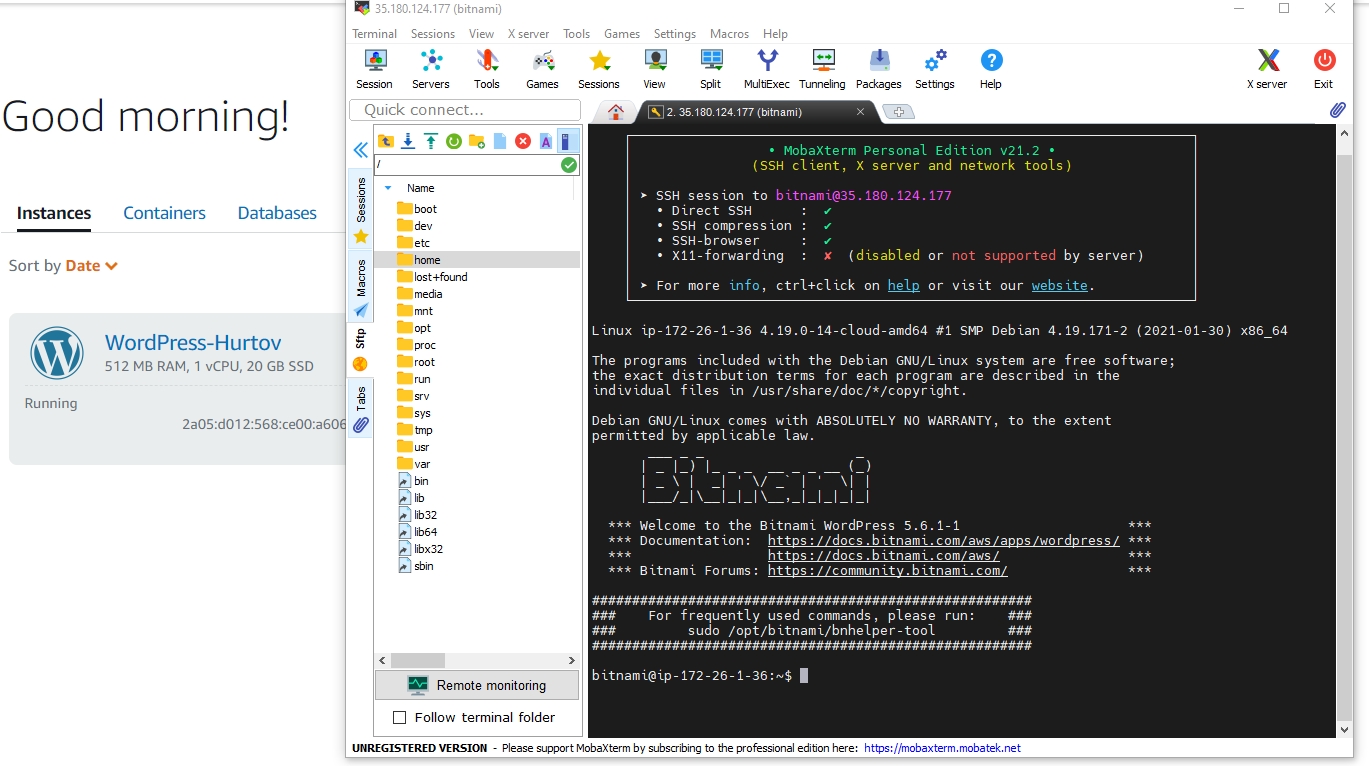 Good morning!
Instances Containers Databases
Sort by Date
WordPress-Hurtov
512 MB RAM, 1 vCPU, 20 GB SSD
Running
2a05:d012:568:ce00:a606
35.180.124.177 (bitnami)
Terminal Sessions View X server Tools Games Settings Macros Help
Session Servers Tools Games Sessions View Split MultiExec Tunneling Packages Settings Help X server Exit
Quick connect...
2. 35.180.124.177 (bitnami)
Sessions
Macros
Sftp
Tabs
/
Name
boot
dev
etc
home
lost+found
media
mnt
opt
proc
root
run
srv
sys
tmp
usr
var
bin
lib
lib32
lib64
libx32
sbin
Remote monitoring
Follow terminal folder
• MobaXterm Personal Edition v21.2 •
(SSH client, X server and network tools)
➤ SSH session to bitnami@35.180.124.177
• Direct SSH : ✔
• SSH compression : ✔
• SSH-browser : ✔
• X11-forwarding : ✘ (disabled or not supported by server)
➤ For more info, ctrl+click on help or visit our website.
Linux ip-172-26-1-36 4.19.0-14-cloud-amd64 #1 SMP Debian 4.19.171-2 (2021-01-30) x86_64
The programs included with the Debian GNU/Linux system are free software;
the exact distribution terms for each program are described in the
individual files in /usr/share/doc/*/copyright.
Debian GNU/Linux comes with ABSOLUTELY NO WARRANTY, to the extent
permitted by applicable law.
Bitnami
*** Welcome to the Bitnami WordPress 5.6.1-1 ***
*** Documentation: https://docs.bitnami.com/aws/apps/wordpress/ ***
*** https://docs.bitnami.com/aws/ ***
*** Bitnami Forums: https://community.bitnami.com/ ***
#######################################################
### For frequently used commands, please run: ###
### sudo /opt/bitnami/bnhelper-tool ###
#######################################################
bitnami@ip-172-26-1-36:~$
UNREGISTERED VERSION - Please support MobaXterm by subscribing to the professional edition here: https://mobaxterm.mobatek.net